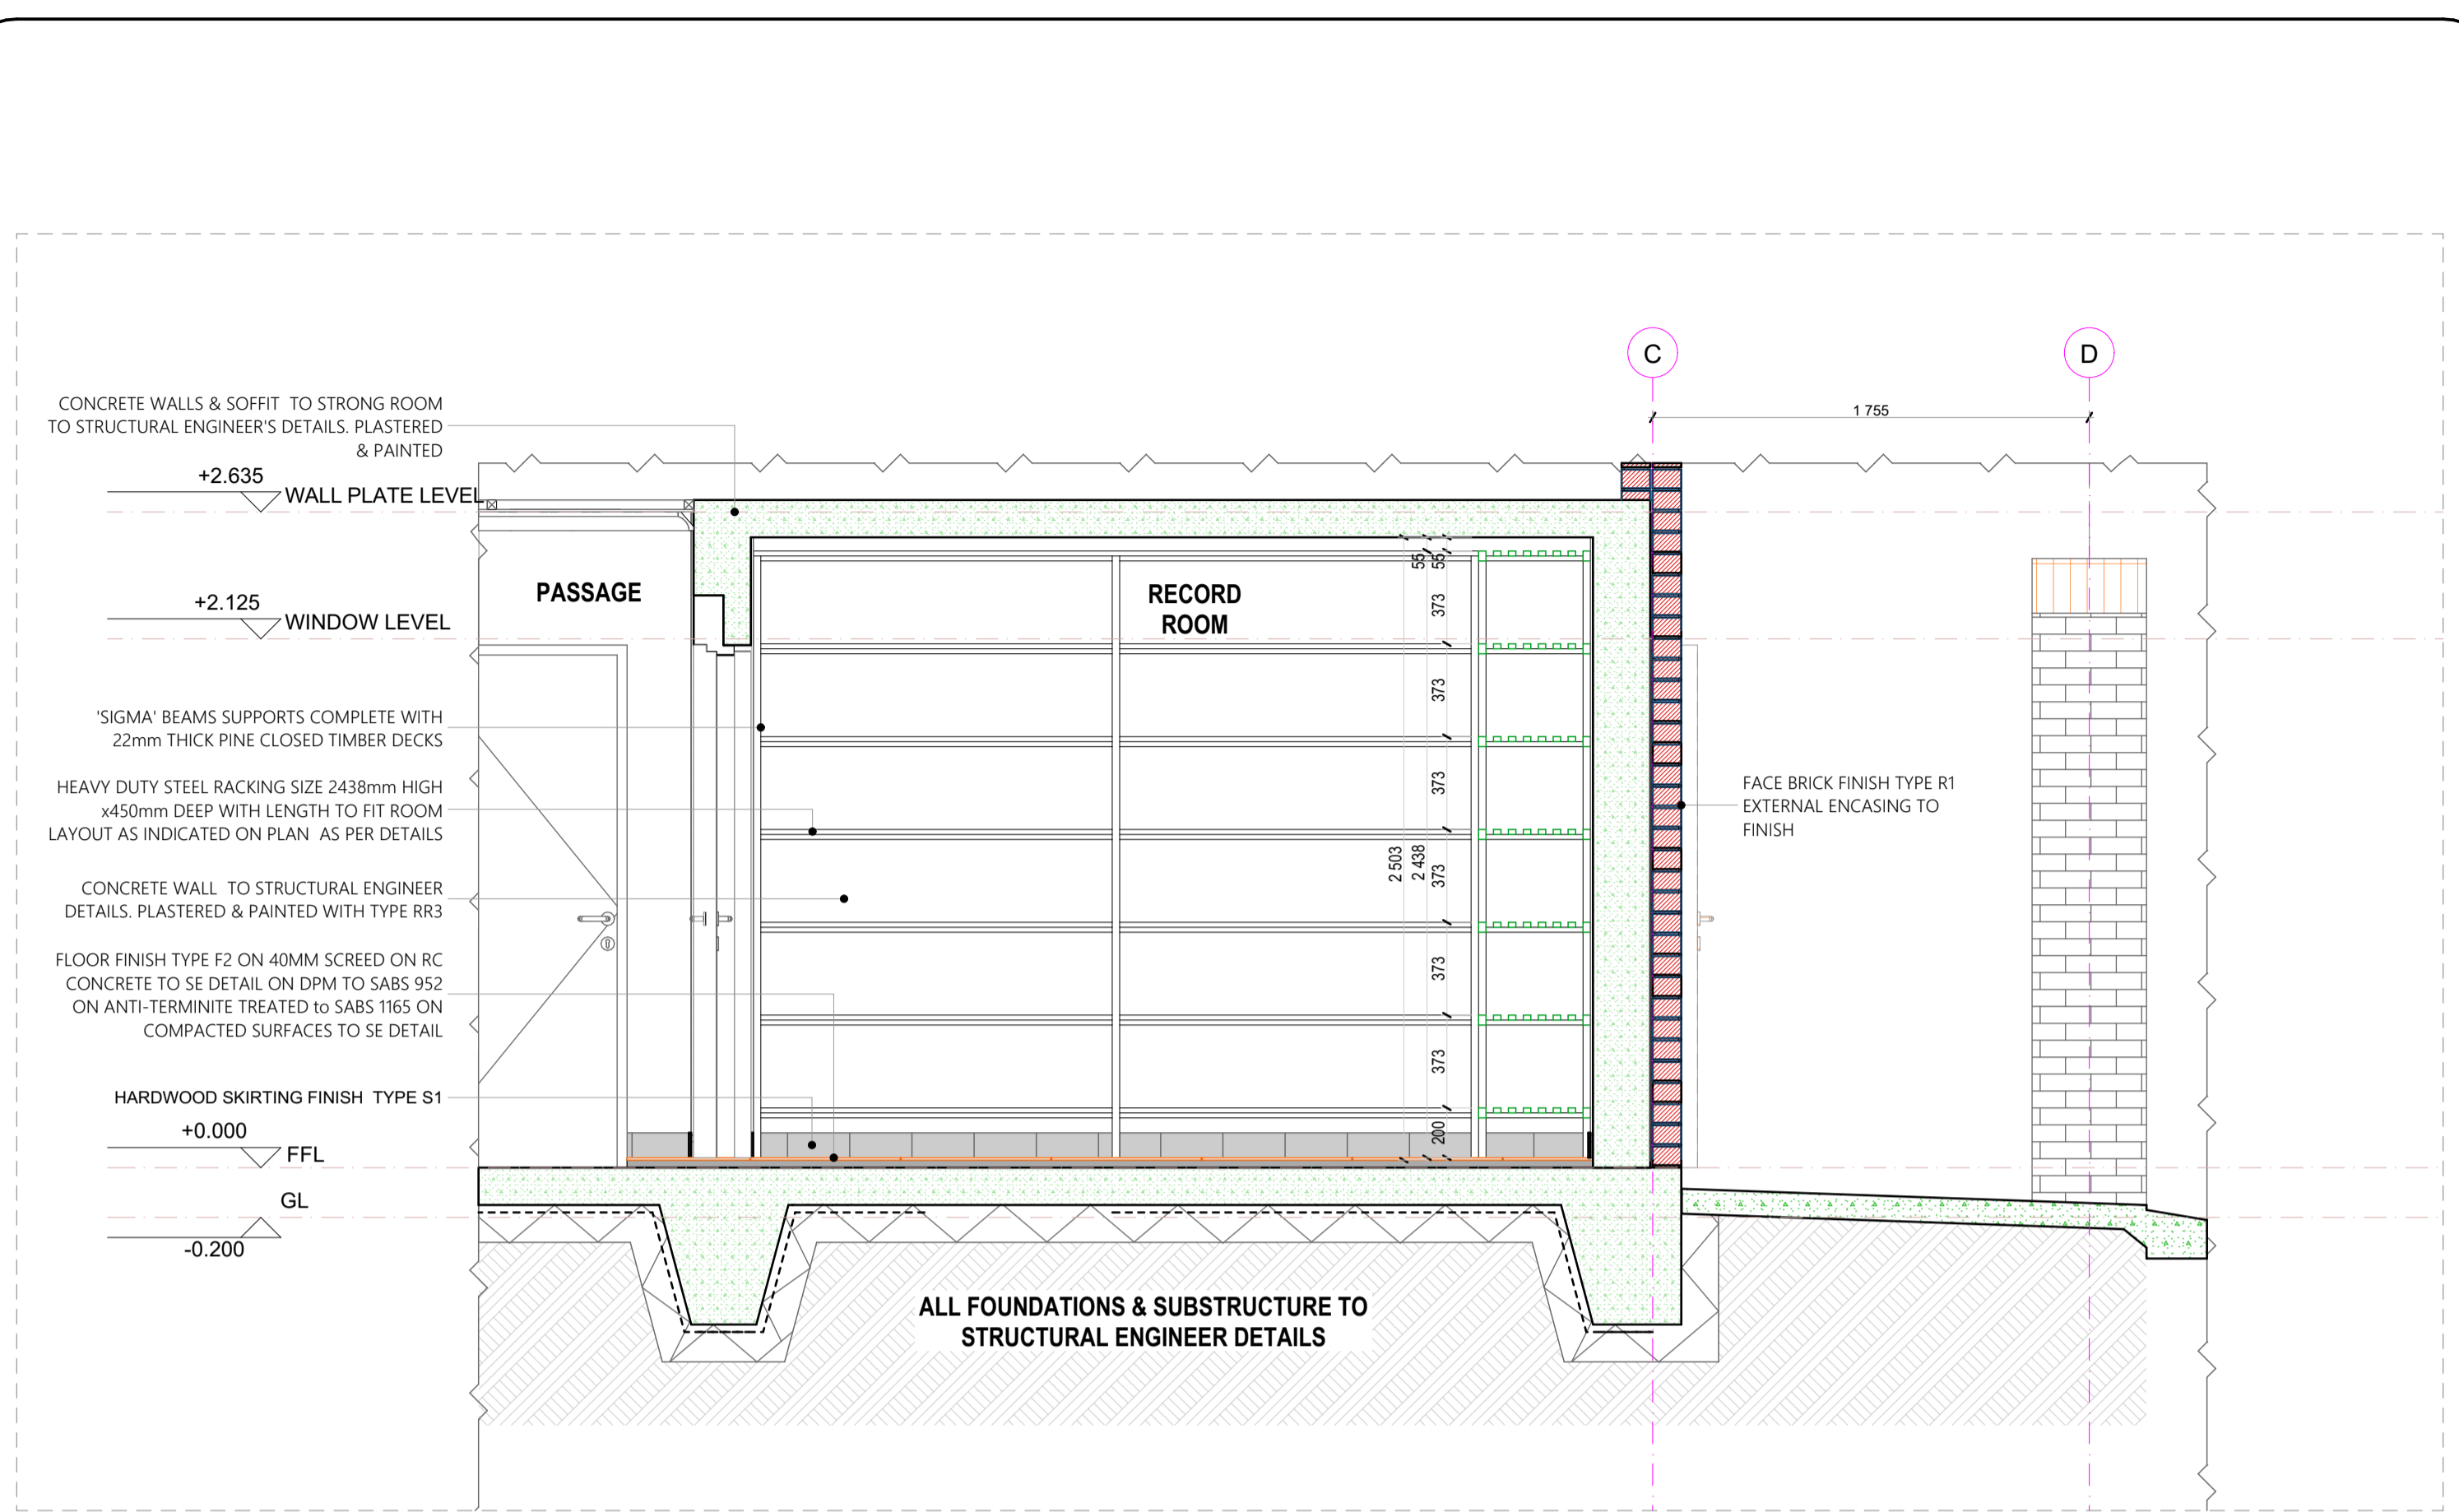 C
D
1 755
CONCRETE WALLS & SOFFIT TO STRONG ROOM
TO STRUCTURAL ENGINEER'S DETAILS. PLASTERED
& PAINTED
+2.635
WALL PLATE LEVEL
PASSAGE
RECORD
ROOM
+2.125
WINDOW LEVEL
'SIGMA' BEAMS SUPPORTS COMPLETE WITH
22mm THICK PINE CLOSED TIMBER DECKS
HEAVY DUTY STEEL RACKING SIZE 2438mm HIGH
x450mm DEEP WITH LENGTH TO FIT ROOM
LAYOUT AS INDICATED ON PLAN AS PER DETAILS
CONCRETE WALL TO STRUCTURAL ENGINEER
DETAILS. PLASTERED & PAINTED WITH TYPE RR3
FLOOR FINISH TYPE F2 ON 40MM SCREED ON RC
CONCRETE TO SE DETAIL ON DPM TO SABS 952
ON ANTI-TERMINITE TREATED to SABS 1165 ON
COMPACTED SURFACES TO SE DETAIL
HARDWOOD SKIRTING FINISH TYPE S1
+0.000
FFL
GL
-0.200
55
55
373
373
373
373
373
373
200
2 503
2 438
FACE BRICK FINISH TYPE R1
EXTERNAL ENCASING TO
FINISH
ALL FOUNDATIONS & SUBSTRUCTURE TO
STRUCTURAL ENGINEER DETAILS